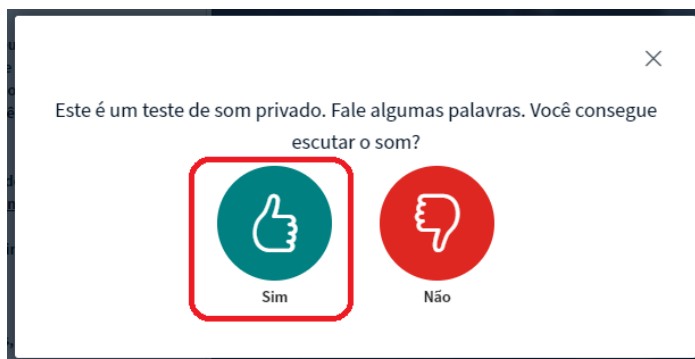 Este é um teste de som privado. Fale algumas palavras. Você consegue
escutar o som?
Sim
Não